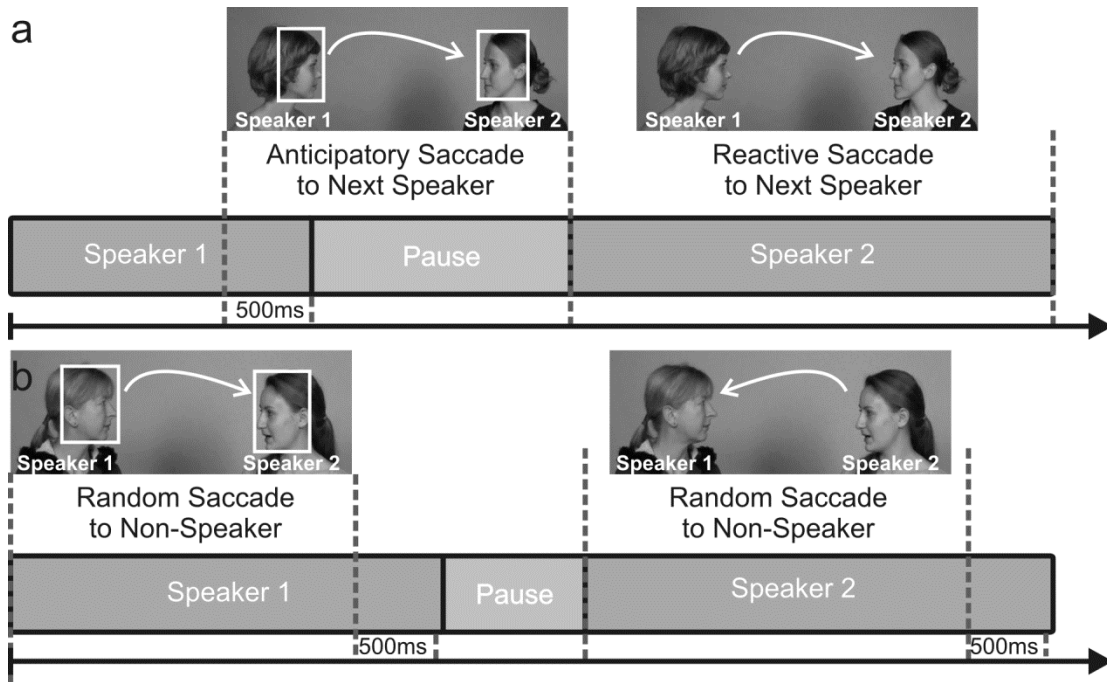 a
Speaker 1 Speaker 2 Speaker 1 Speaker 2
Anticipatory Saccade Reactive Saccade
to Next Speaker to Next Speaker
Speaker 1 Pause Speaker 2
500ms
b
Speaker 1 Speaker 2 Speaker 1 Speaker 2
Random Saccade Random Saccade
to Non-Speaker to Non-Speaker
Speaker 1 Pause Speaker 2
500ms 500ms